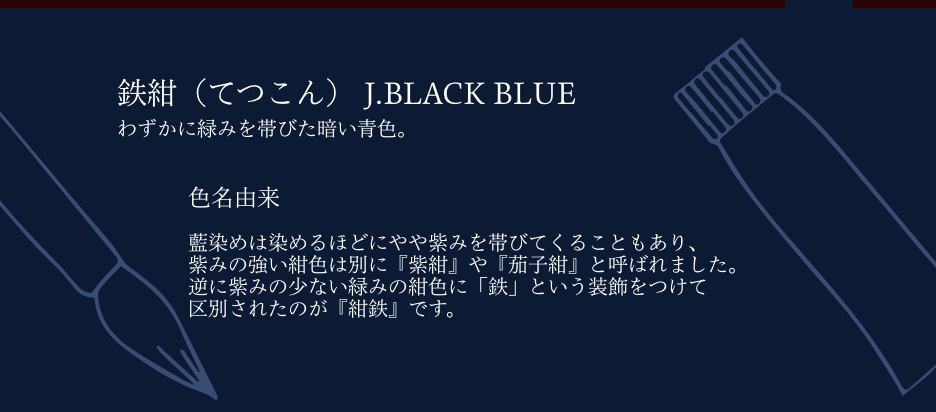 鉄紺（てつこん） J.BLACK BLUE
わずかに緑みを帯びた暗い青色。
色名由来
藍染めは染めるほどにやや紫みを帯びてくることもあり、
紫みの強い紺色は別に『紫紺』や『茄子紺』と呼ばれました。
逆に紫みの少ない緑みの紺色に「鉄」という装飾をつけて
区別されたのが『紺鉄』です。